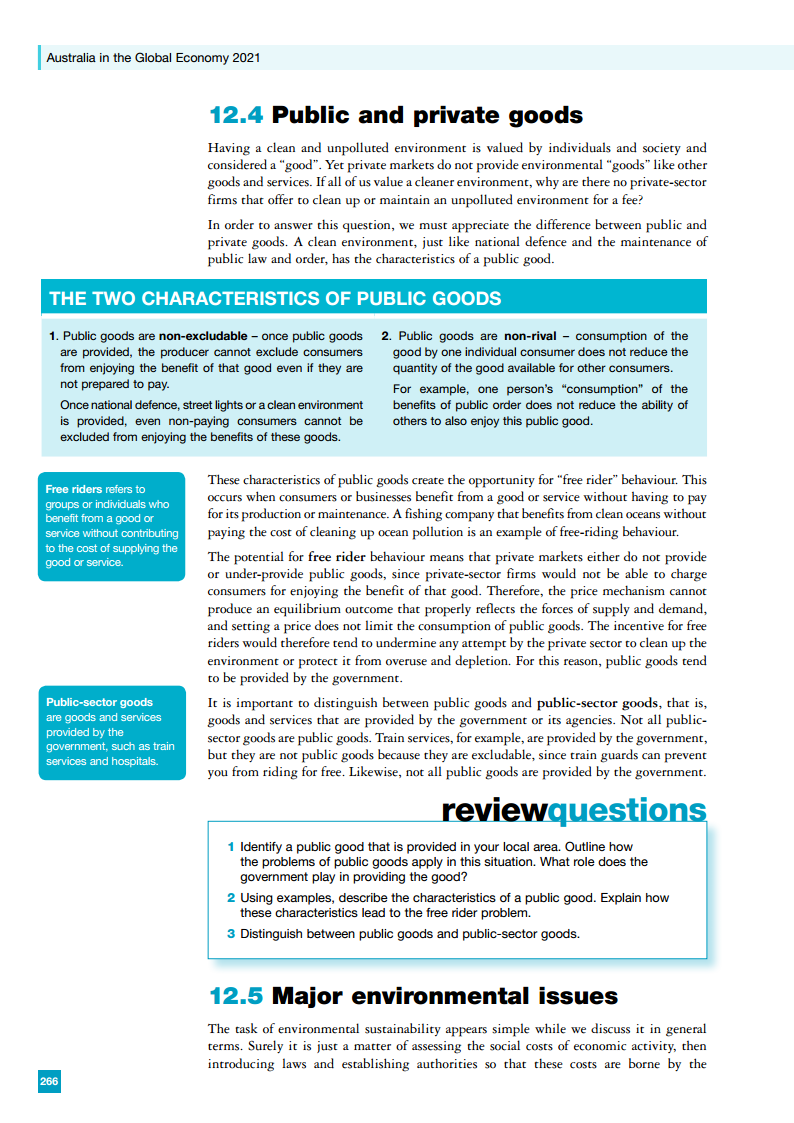 Australia in the Global Economy 2021
12.4 Public and private goods
Having a clean and unpolluted environment is valued by individuals and society and
considered a “good”. Yet private markets do not provide environmental “goods” like other
goods and services. If all of us value a cleaner environment, why are there no private-sector
firms that offer to clean up or maintain an unpolluted environment for a fee?
In order to answer this question, we must appreciate the difference between public and
private goods. A clean environment, just like national defence and the maintenance of
public law and order, has the characteristics of a public good.
THE TWO CHARACTERISTICS OF PUBLIC GOODS
1. Public goods are non-excludable – once public goods
are provided, the producer cannot exclude consumers
from enjoying the benefit of that good even if they are
not prepared to pay.
Once national defence, street lights or a clean environment
is provided, even non-paying consumers cannot be
excluded from enjoying the benefits of these goods.
2. Public goods are non-rival – consumption of the
good by one individual consumer does not reduce the
quantity of the good available for other consumers.
For example, one person’s “consumption” of the
benefits of public order does not reduce the ability of
others to also enjoy this public good.
Free riders refers to
groups or individuals who
benefit from a good or
service without contributing
to the cost of supplying the
good or service.
These characteristics of public goods create the opportunity for “free rider” behaviour. This
occurs when consumers or businesses benefit from a good or service without having to pay
for its production or maintenance. A fishing company that benefits from clean oceans without
paying the cost of cleaning up ocean pollution is an example of free-riding behaviour.
The potential for free rider behaviour means that private markets either do not provide
or under-provide public goods, since private-sector firms would not be able to charge
consumers for enjoying the benefit of that good. Therefore, the price mechanism cannot
produce an equilibrium outcome that properly reflects the forces of supply and demand,
and setting a price does not limit the consumption of public goods. The incentive for free
riders would therefore tend to undermine any attempt by the private sector to clean up the
environment or protect it from overuse and depletion. For this reason, public goods tend
to be provided by the government.
Public-sector goods
are goods and services
provided by the
government, such as train
services and hospitals.
It is important to distinguish between public goods and public-sector goods, that is,
goods and services that are provided by the government or its agencies. Not all public-
sector goods are public goods. Train services, for example, are provided by the government,
but they are not public goods because they are excludable, since train guards can prevent
you from riding for free. Likewise, not all public goods are provided by the government.
reviewquestions
1 Identify a public good that is provided in your local area. Outline how
the problems of public goods apply in this situation. What role does the
government play in providing the good?
2 Using examples, describe the characteristics of a public good. Explain how
these characteristics lead to the free rider problem.
3 Distinguish between public goods and public-sector goods.
12.5 Major environmental issues
The task of environmental sustainability appears simple while we discuss it in general
terms. Surely it is just a matter of assessing the social costs of economic activity, then
introducing laws and establishing authorities so that these costs are borne by the
266